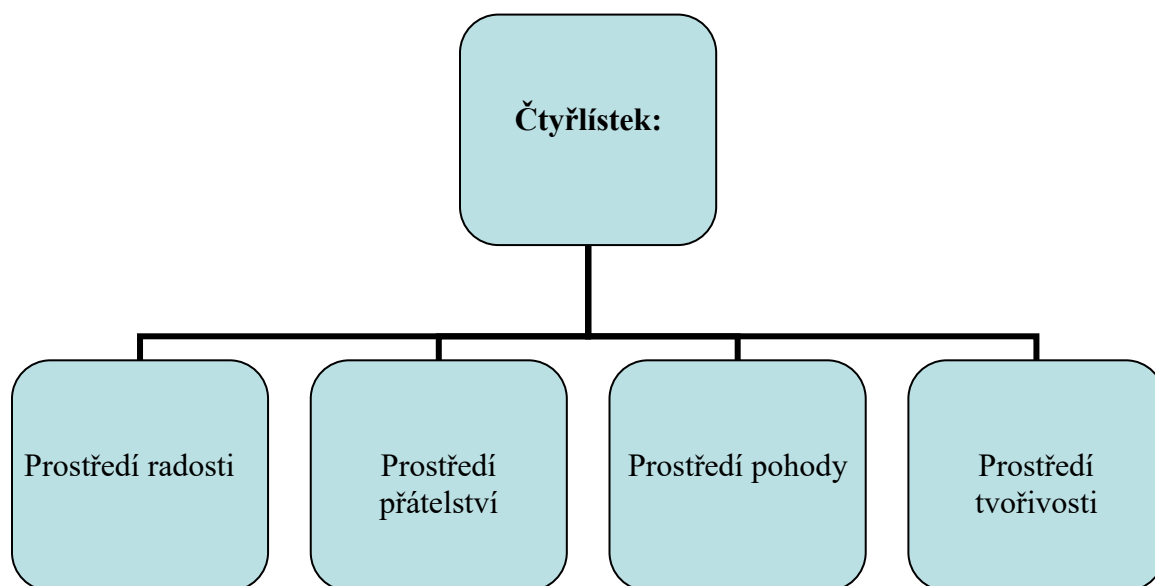 Čtyřlístek:
Prostředí radosti
Prostředí
přátelství
Prostředí pohody
Prostředí
tvořivosti